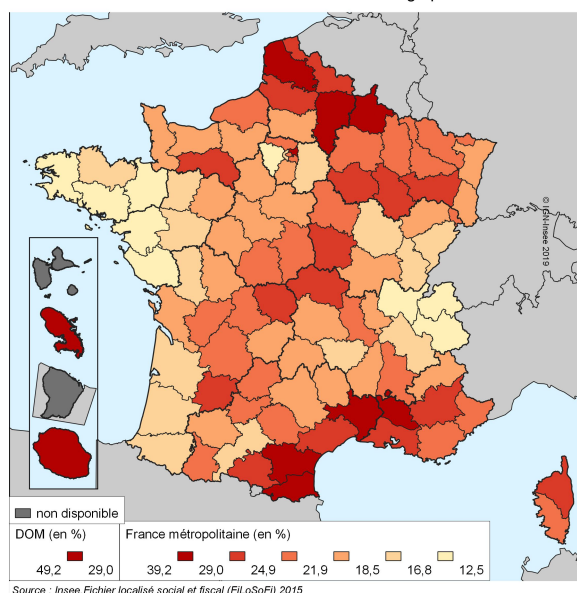 © IGN-Insee 2019
non disponible
DOM (en %)
49,2 29,0
France métropolitaine (en %)
39,2 29,0 24,9 21,9 18,5 16,8 12,5
Source : Insee Fichier localisé social et fiscal (FiLoSoFi) 2015